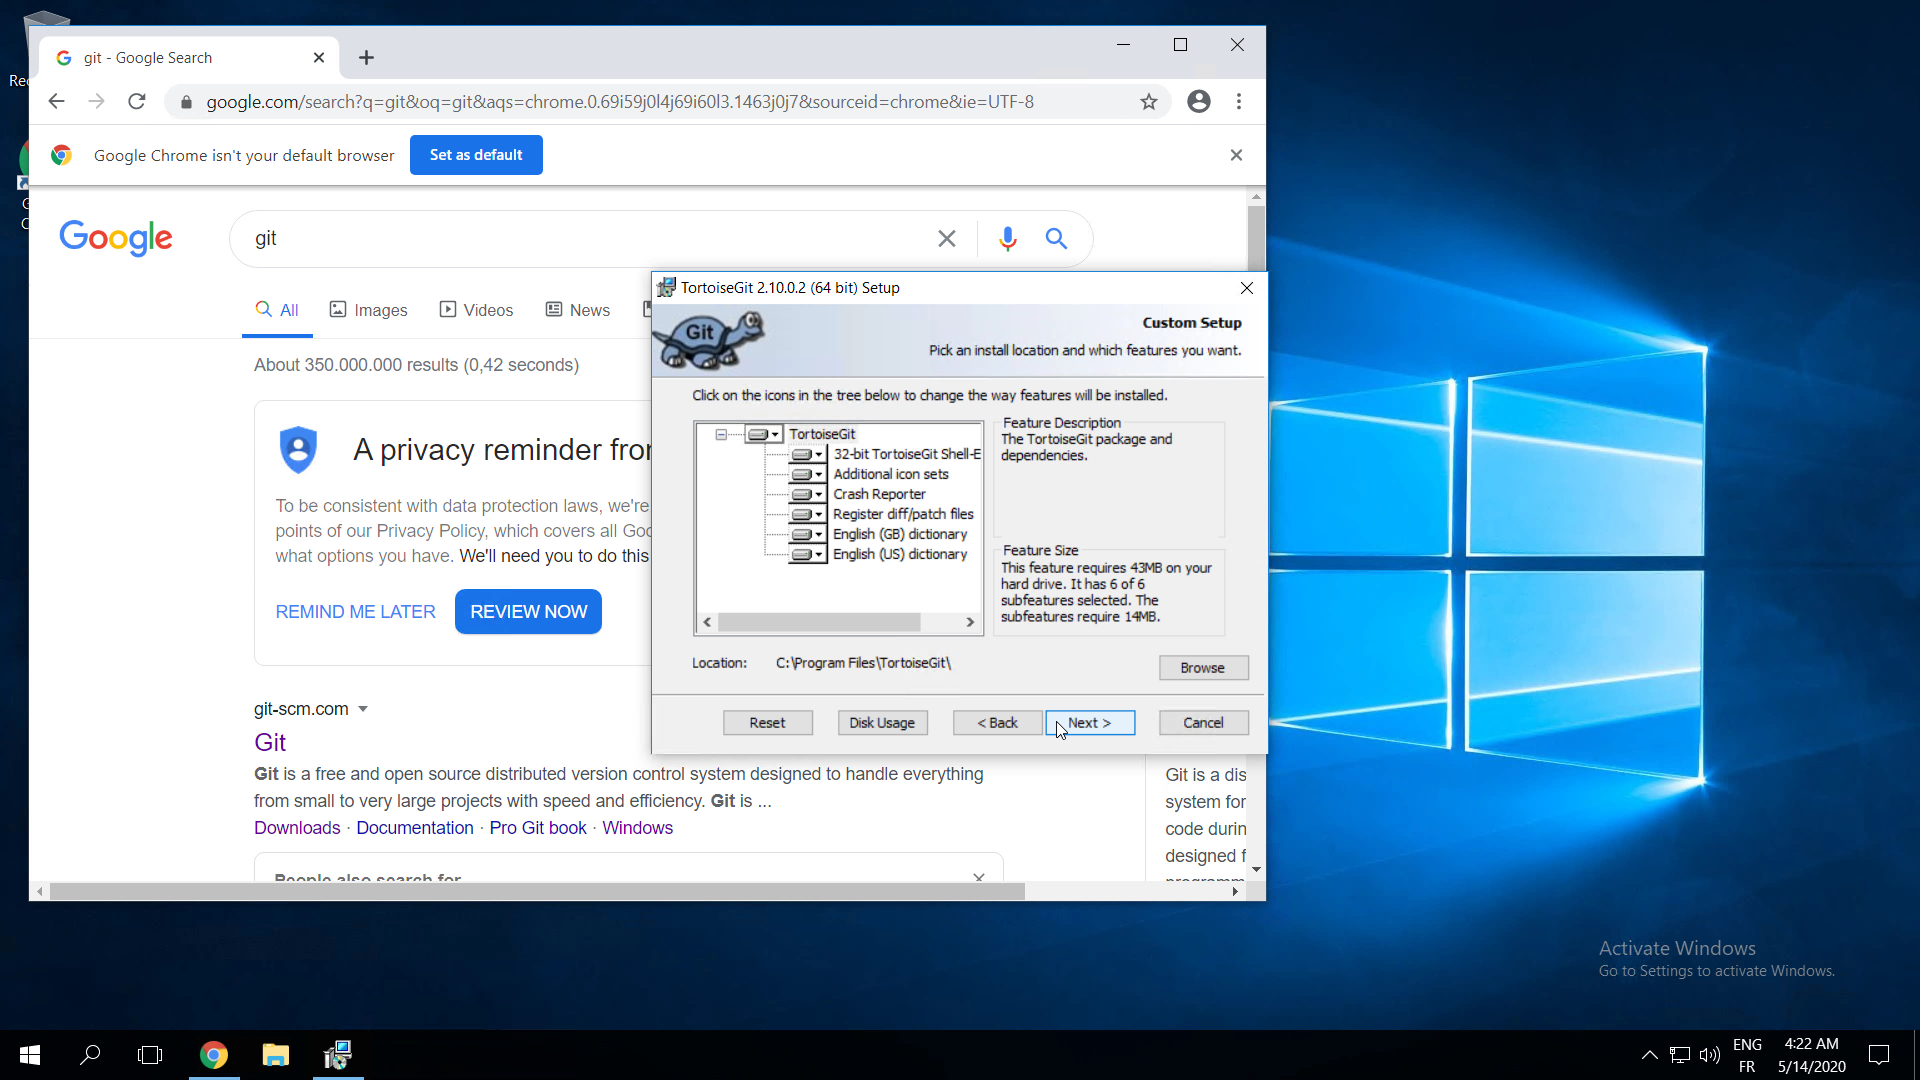 git - Google Search
google.com/search?q=git&oq=git&aqs=chrome.0.69i59j0l4j69i60l3.1463j0j7&sourceid=chrome&ie=UTF-8
Google Chrome isn't your default browser
Set as default
Google
git
All
Images
Videos
News
About 350.000.000 results (0,42 seconds)
A privacy reminder from
To be consistent with data protection laws, we're
points of our Privacy Policy, which covers all Goo
what options you have. We'll need you to do this
REMIND ME LATER
REVIEW NOW
git-scm.com
Git
Git is a free and open source distributed version control system designed to handle everything
from small to very large projects with speed and efficiency. Git is ...
Downloads · Documentation · Pro Git book · Windows
People also search for
Git is a dis
system for
code durin
designed f
TortoiseGit 2.10.0.2 (64 bit) Setup
Git
Custom Setup
Pick an install location and which features you want.
Click on the icons in the tree below to change the way features will be installed.
TortoiseGit
32-bit TortoiseGit Shell-E
Additional icon sets
Crash Reporter
Register diff/patch files
English (GB) dictionary
English (US) dictionary
Feature Description
The TortoiseGit package and
dependencies.
Feature Size
This feature requires 43MB on your
hard drive. It has 6 of 6
subfeatures selected. The
subfeatures require 14MB.
Location: C:\Program Files\TortoiseGit\
Browse
Reset
Disk Usage
< Back
Next >
Cancel
Activate Windows
Go to Settings to activate Windows.
ENG
FR
4:22 AM
5/14/2020